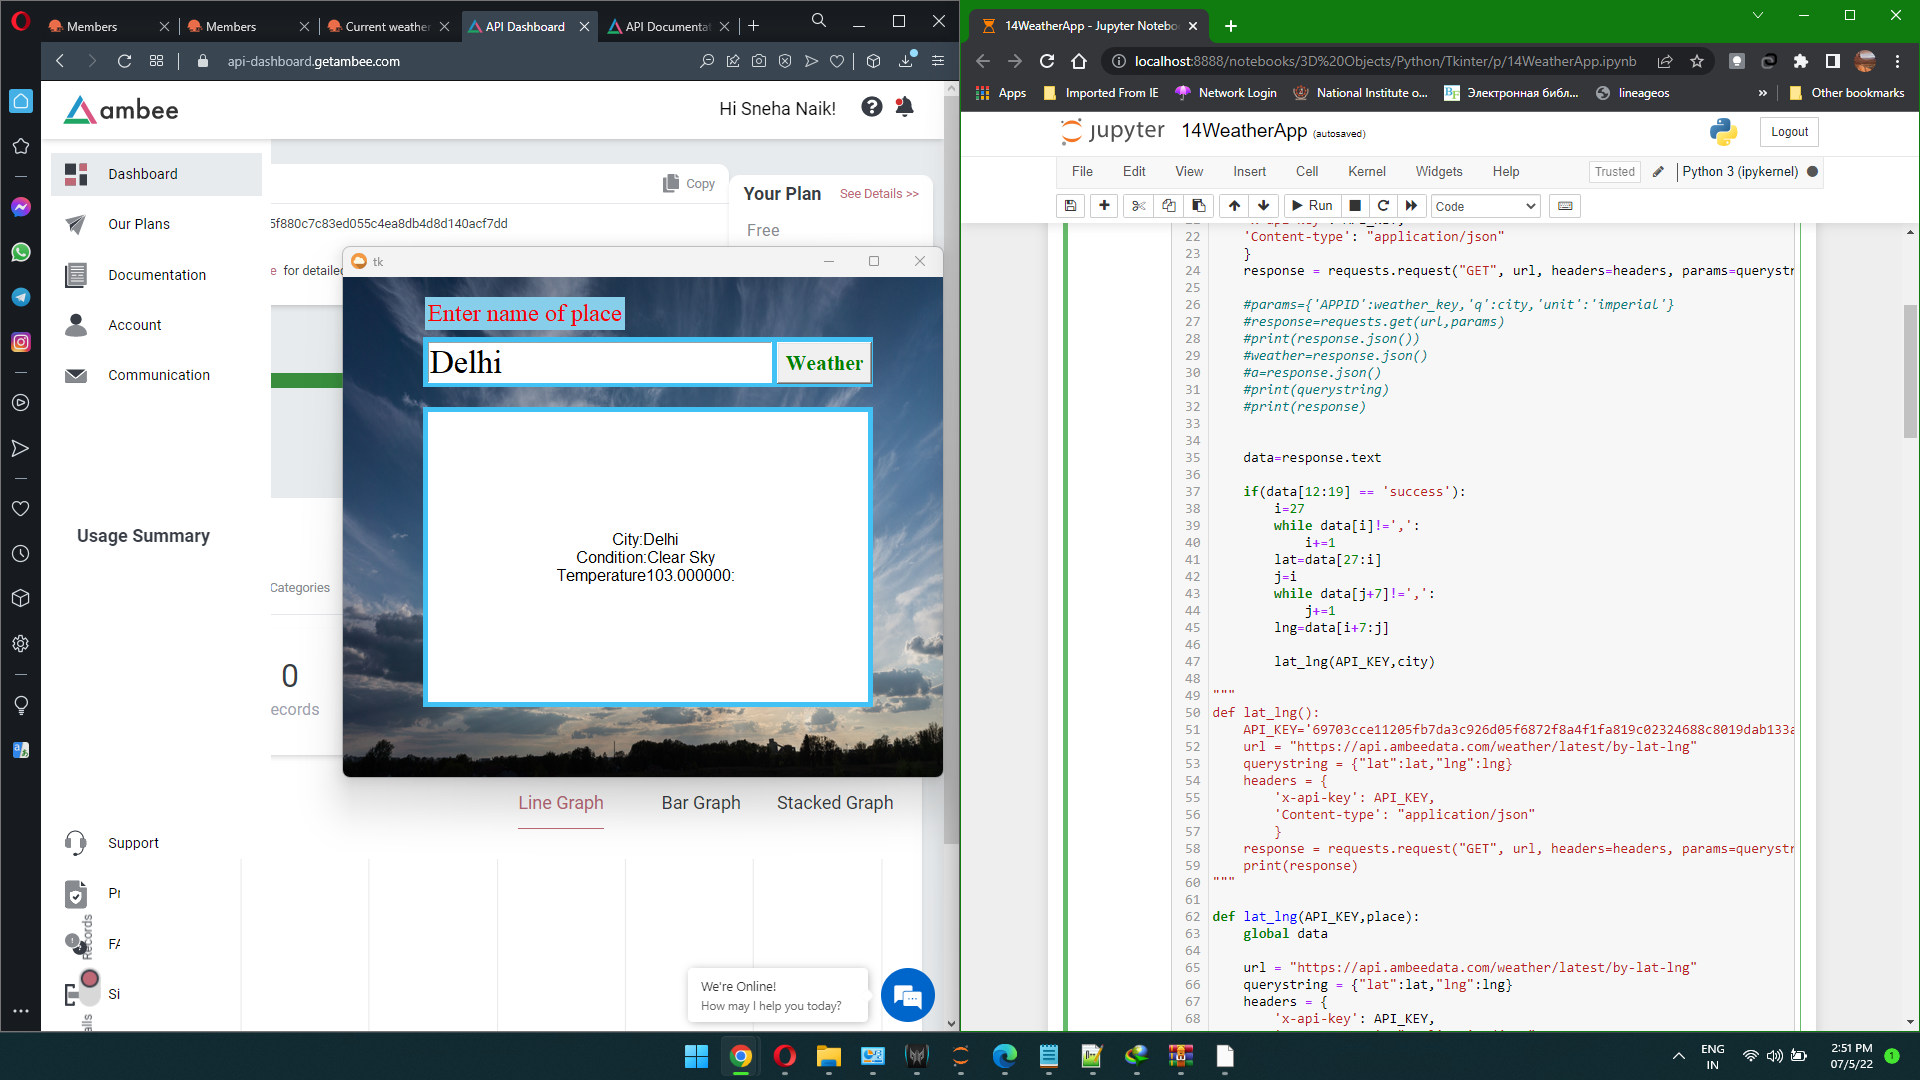 Members
Members
Current weather
API Dashboard
API Documenta
api-dashboard.getambee.com
ambee
Hi Sneha Naik!
Dashboard
Our Plans
Documentation
Account
Communication
Copy
5f880c7c83ed055c4ea8db4d8d140acf7dd
for detailed
Your Plan
See Details >>
Free
Usage Summary
Categories
0
ecords
tk
Enter name of place
Delhi
Weather
City:Delhi
Condition:Clear Sky
Temperature103.000000:
Line Graph
Bar Graph
Stacked Graph
Support
Records
We're Online!
How may I help you today?
14WeatherApp - Jupyter Notebo
localhost:8888/notebooks/3D%20Objects/Python/Tkinter/p/14WeatherApp.ipynb
Apps
Imported From IE
Network Login
National Institute o...
Электронная библ...
lineageos
»
Other bookmarks
jupyter
14WeatherApp (autosaved)
Logout
File
Edit
View
Insert
Cell
Kernel
Widgets
Help
Trusted
Python 3 (ipykernel)
Run
Code
22 'Content-type': "application/json"
23 }
24 response = requests.request("GET", url, headers=headers, params=querystr
25
26 #params={'APPID':weather_key,'q':city,'unit':'imperial'}
27 #response=requests.get(url,params)
28 #print(response.json())
29 #weather=response.json()
30 #a=response.json()
31 #print(querystring)
32 #print(response)
33
34
35 data=response.text
36
37 if(data[12:19] == 'success'):
38 i=27
39 while data[i]!=',':
40 i+=1
41 lat=data[27:i]
42 j=i
43 while data[j+7]!=',':
44 j+=1
45 lng=data[i+7:j]
46
47 lat_lng(API_KEY,city)
48
49 """
50 def lat_lng():
51 API_KEY='69703cce11205fb7da3c926d05f6872f8a4f1fa819c02324688c8019dab133a
52 url = "https://api.ambeedata.com/weather/latest/by-lat-lng"
53 querystring = {"lat":lat,"lng":lng}
54 headers = {
55 'x-api-key': API_KEY,
56 'Content-type': "application/json"
57 }
58 response = requests.request("GET", url, headers=headers, params=querystr
59 print(response)
60 """
61
62 def lat_lng(API_KEY,place):
63 global data
64
65 url = "https://api.ambeedata.com/weather/latest/by-lat-lng"
66 querystring = {"lat":lat,"lng":lng}
67 headers = {
68 'x-api-key': API_KEY,
ENG
IN
2:51 PM
07/5/22
1